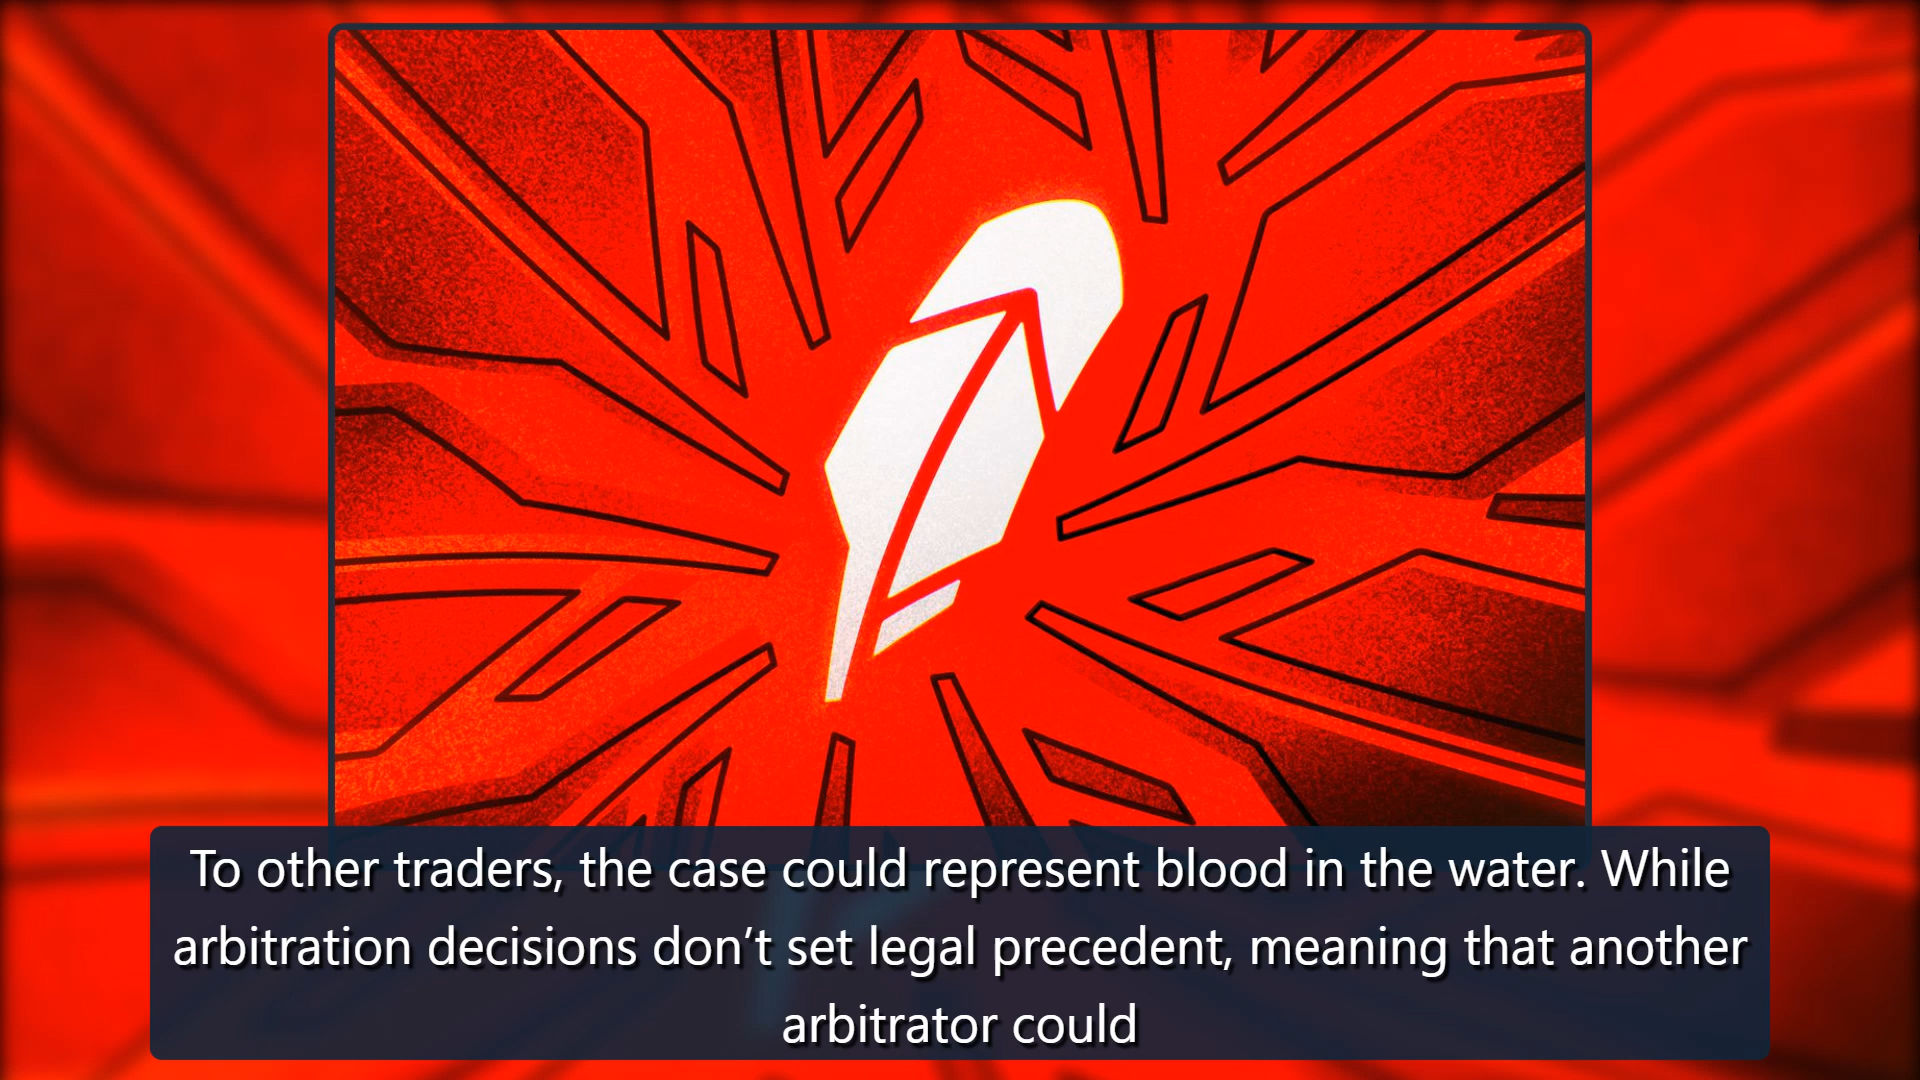 To other traders, the case could represent blood in the water. While
arbitration decisions don’t set legal precedent, meaning that another
arbitrator could